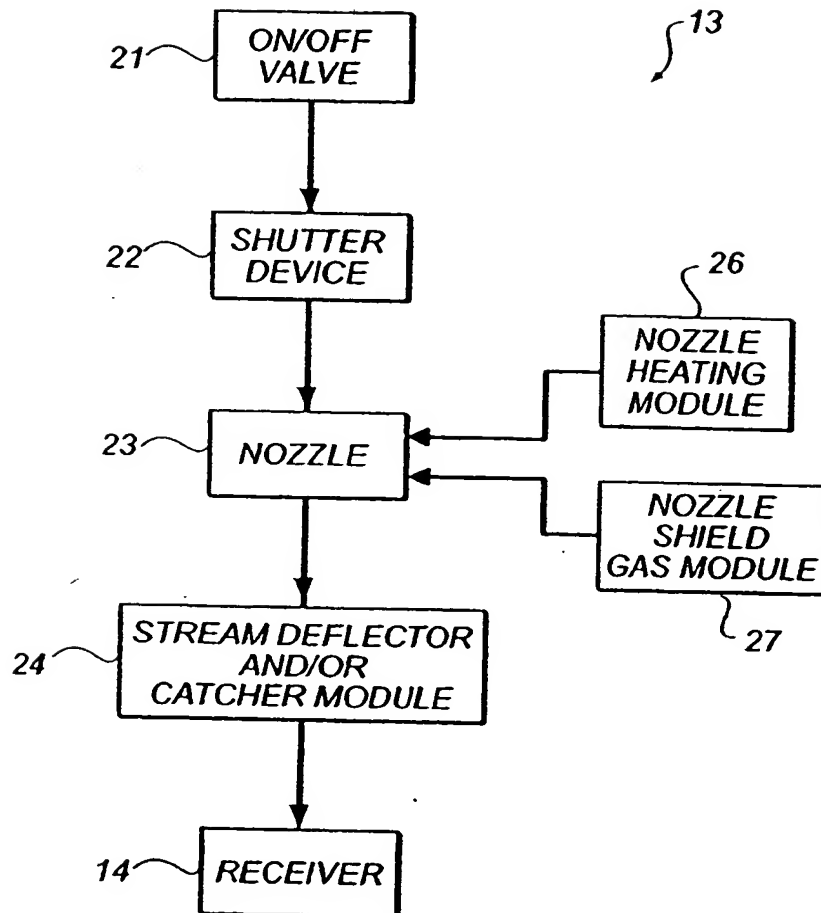 13
21
ON/OFF
VALVE
22
SHUTTER
DEVICE
26
NOZZLE
HEATING
MODULE
23
NOZZLE
NOZZLE
SHIELD
GAS MODULE
27
24
STREAM DEFLECTOR
AND/OR
CATCHER MODULE
14
RECEIVER